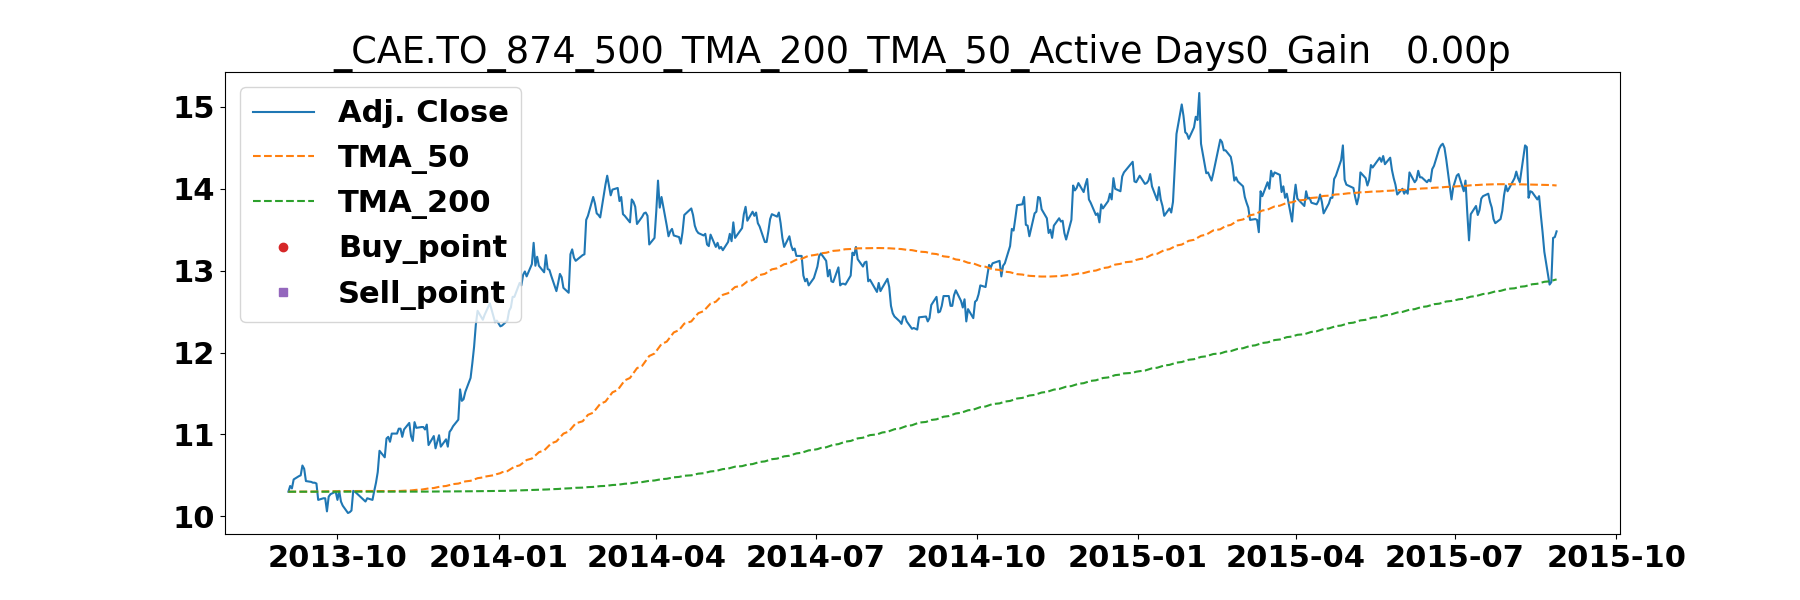 _CAE.TO_874_500_TMA_200_TMA_50_Active Days0_Gain   0.00p
15
14
13
12
11
10
Adj. Close
TMA_50
TMA_200
Buy_point
Sell_point
2013-10 2014-01 2014-04 2014-07 2014-10 2015-01 2015-04 2015-07 2015-10